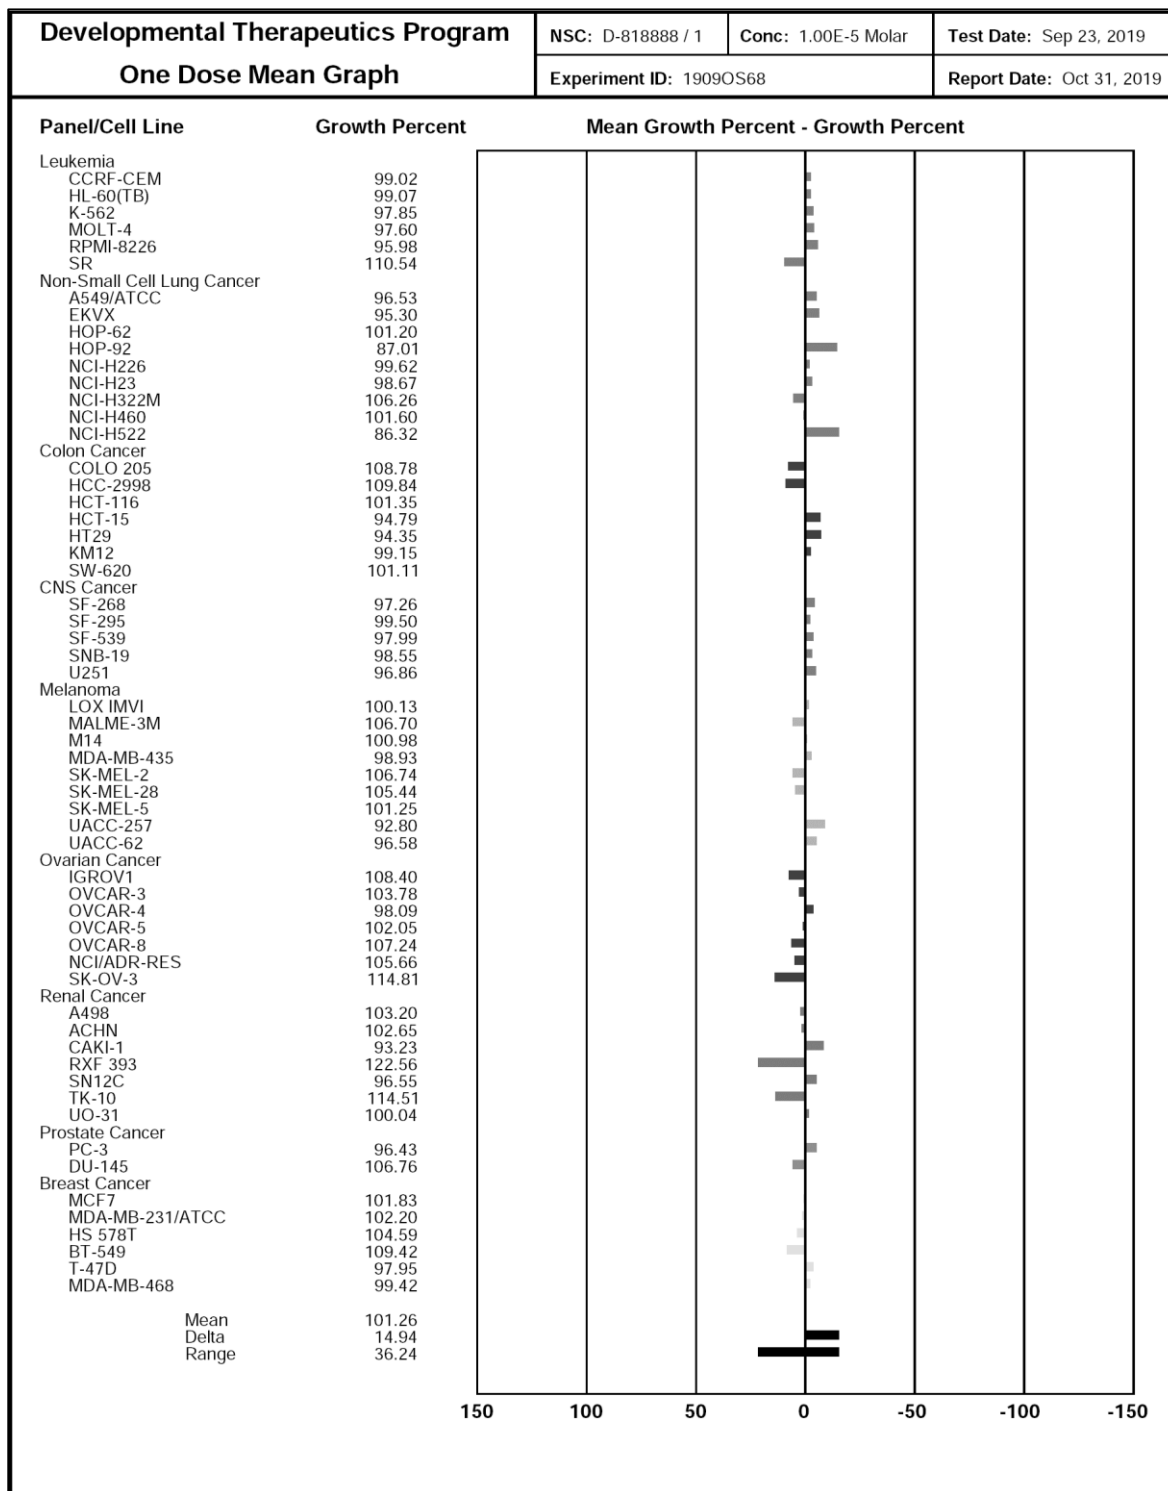 Developmental Therapeutics Program
One Dose Mean Graph
NSC: D-818888 / 1
Conc: 1.00E-5 Molar
Test Date: Sep 23, 2019
Experiment ID: 1909OS68
Report Date: Oct 31, 2019
Panel/Cell Line Growth Percent Mean Growth Percent - Growth Percent
Leukemia
CCRF-CEM 99.02
HL-60(TB) 99.07
K-562 97.85
MOLT-4 97.60
RPMI-8226 95.98
SR 110.54
Non-Small Cell Lung Cancer
A549/ATCC 96.53
EKVX 95.30
HOP-62 101.20
HOP-92 87.01
NCI-H226 99.62
NCI-H23 98.67
NCI-H322M 106.26
NCI-H460 101.60
NCI-H522 86.32
Colon Cancer
COLO 205 108.78
HCC-2998 109.84
HCT-116 101.35
HCT-15 94.79
HT29 94.35
KM12 99.15
SW-620 101.11
CNS Cancer
SF-268 97.26
SF-295 99.50
SF-539 97.99
SNB-19 98.55
U251 96.86
Melanoma
LOX IMVI 100.13
MALME-3M 106.70
M14 100.98
MDA-MB-435 98.93
SK-MEL-2 106.74
SK-MEL-28 105.44
SK-MEL-5 101.25
UACC-257 92.80
UACC-62 96.58
Ovarian Cancer
IGROV1 108.40
OVCAR-3 103.78
OVCAR-4 98.09
OVCAR-5 102.05
OVCAR-8 107.24
NCI/ADR-RES 105.66
SK-OV-3 114.81
Renal Cancer
A498 103.20
ACHN 102.65
CAKI-1 93.23
RXF 393 122.56
SN12C 96.55
TK-10 114.51
UO-31 100.04
Prostate Cancer
PC-3 96.43
DU-145 106.76
Breast Cancer
MCF7 101.83
MDA-MB-231/ATCC 102.20
HS 578T 104.59
BT-549 109.42
T-47D 97.95
MDA-MB-468 99.42
Mean 101.26
Delta 14.94
Range 36.24
150 100 50 0 -50 -100 -150